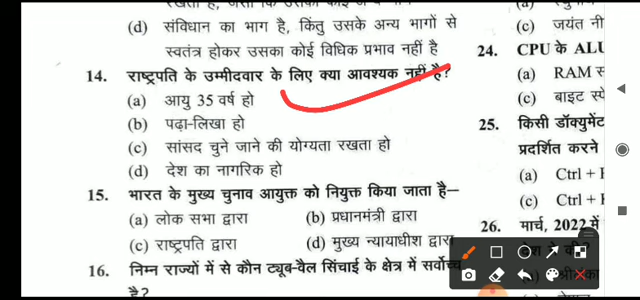 (d) संविधान का भाग है, किंतु उसके अन्य भागों से
स्वतंत्र होकर उसका कोई विधिक प्रभाव नहीं है
14. राष्ट्रपति के उम्मीदवार के लिए क्या आवश्यक नहीं है?
(a) आयु 35 वर्ष हो
(b) पढ़ा-लिखा हो
(c) सांसद चुने जाने की योग्यता रखता हो
(d) देश का नागरिक हो
15. भारत के मुख्य चुनाव आयुक्त को नियुक्त किया जाता है—
(a) लोक सभा द्वारा (b) प्रधानमंत्री द्वारा
(c) राष्ट्रपति द्वारा (d) मुख्य न्यायाधीश द्वारा
16. निम्न राज्यों में से कौन ट्यूब-वैल सिंचाई के क्षेत्र में सर्वोच्च
है?
(c) जयंत
24. CPU के ALU
(a) RAM
(c) बाइट
25. किसी डॉक्यूमेंट
प्रदर्शित करने
(a) Ctrl +
(c) Ctrl +
26. मार्च, 2022 में